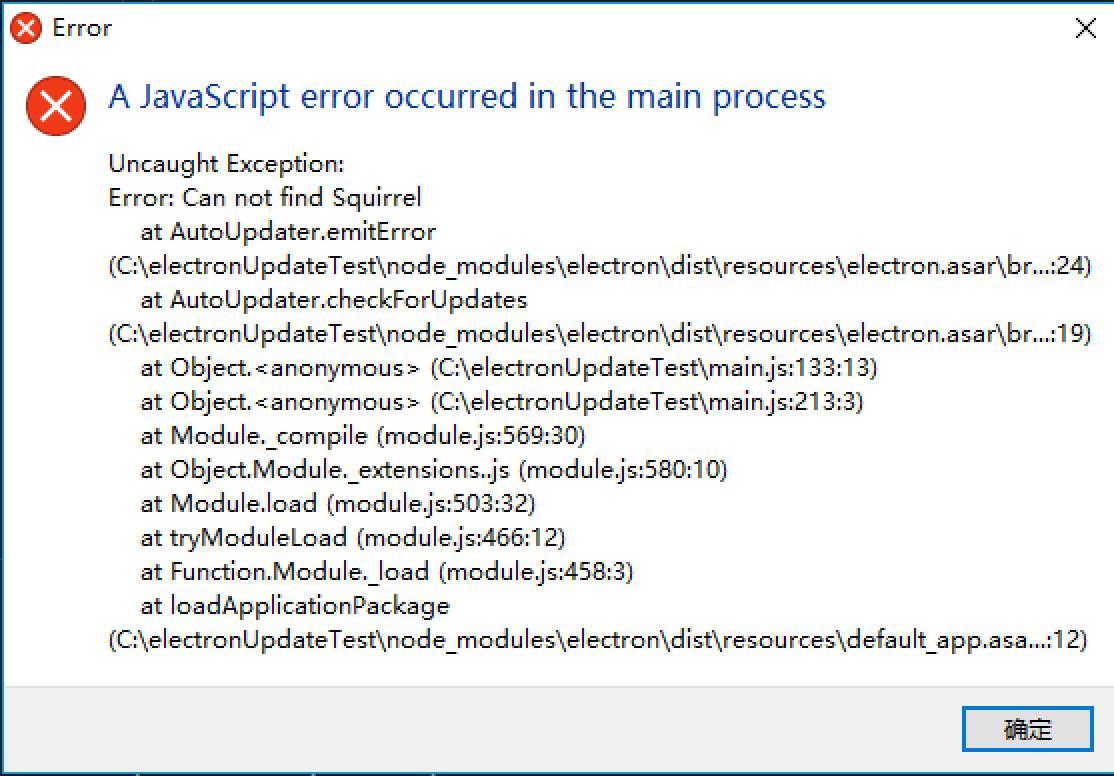 Error
A JavaScript error occurred in the main process
Uncaught Exception:
Error: Can not find Squirrel
at AutoUpdater.emitError
(C:\electronUpdateTest\node_modules\electron\dist\resources\electron.asar\br...:24)
at AutoUpdater.checkForUpdates
(C:\electronUpdateTest\node_modules\electron\dist\resources\electron.asar\br...:19)
at Object.<anonymous> (C:\electronUpdateTest\main.js:133:13)
at Object.<anonymous> (C:\electronUpdateTest\main.js:213:3)
at Module._compile (module.js:569:30)
at Object.Module._extensions..js (module.js:580:10)
at Module.load (module.js:503:32)
at tryModuleLoad (module.js:466:12)
at Function.Module._load (module.js:458:3)
at loadApplicationPackage
(C:\electronUpdateTest\node_modules\electron\dist\resources\default_app.asa...:12)
确定